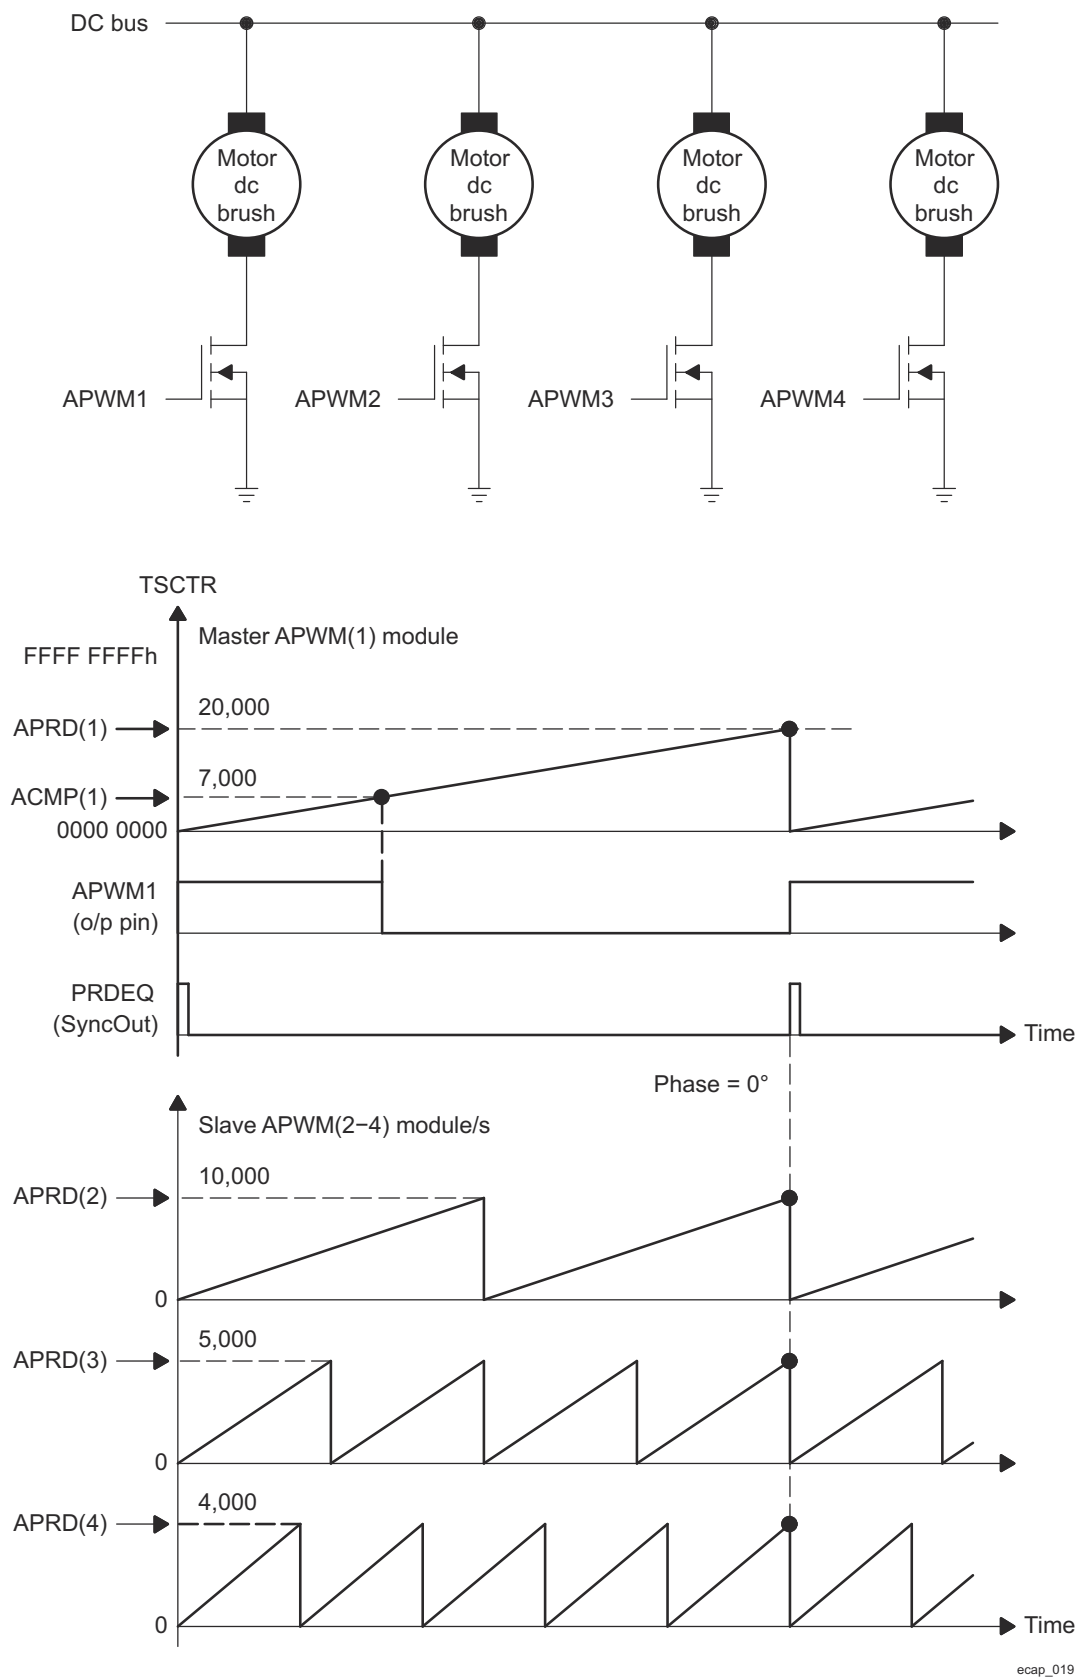 DC bus
Motor
dc
brush
Motor
dc
brush
Motor
dc
brush
Motor
dc
brush
APWM1
APWM2
APWM3
APWM4
TSCTR
Master APWM(1) module
FFFF FFFFh
20,000
APRD(1)
7,000
ACMP(1)
0000 0000
APWM1
(o/p pin)
PRDEQ
(SyncOut)
Time
Phase = 0°
Slave APWM(2−4) module/s
10,000
APRD(2)
0
5,000
APRD(3)
0
4,000
APRD(4)
0
Time
ecap_019